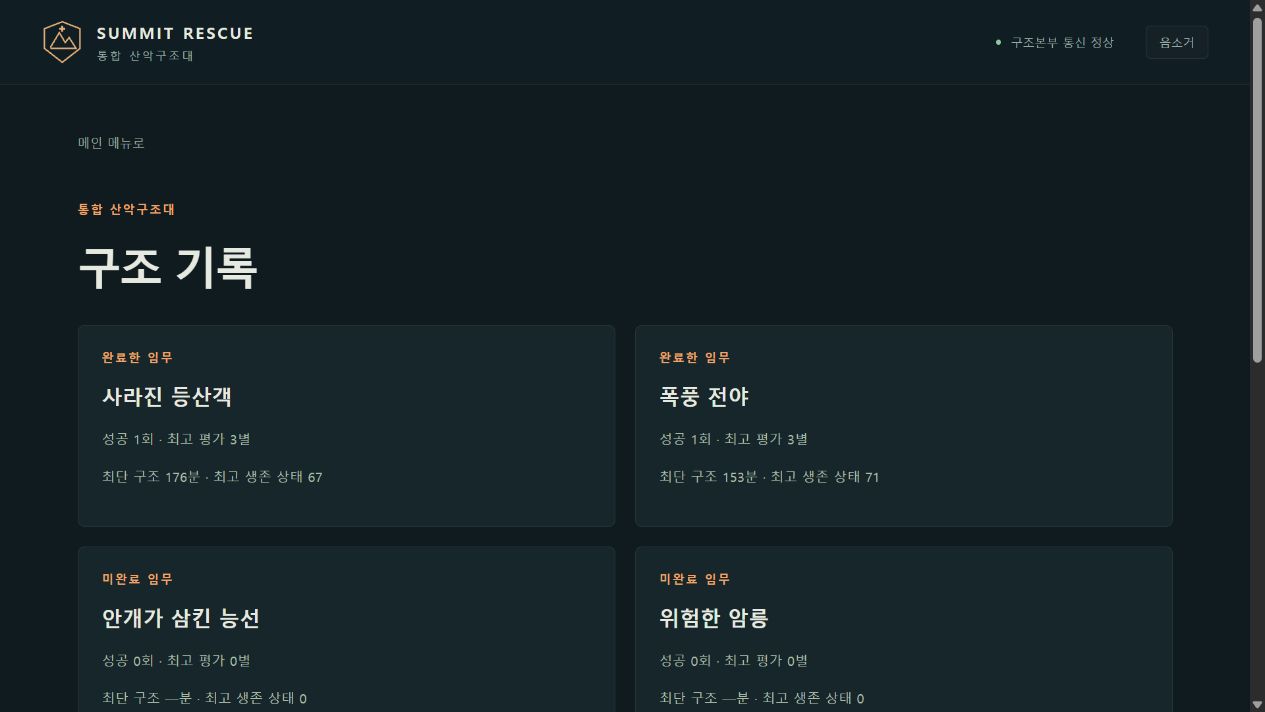 SUMMIT RESCUE
통합 산악구조대
구조본부 통신 정상
음소거
메인 메뉴로
통합 산악구조대
구조 기록
완료한 임무
사라진 등산객
성공 1회 · 최고 평가 3별
최단 구조 176분 · 최고 생존 상태 67
완료한 임무
폭풍 전야
성공 1회 · 최고 평가 3별
최단 구조 153분 · 최고 생존 상태 71
미완료 임무
안개가 삼킨 능선
성공 0회 · 최고 평가 0별
최단 구조 —분 · 최고 생존 상태 0
미완료 임무
위험한 암릉
성공 0회 · 최고 평가 0별
최단 구조 —분 · 최고 생존 상태 0